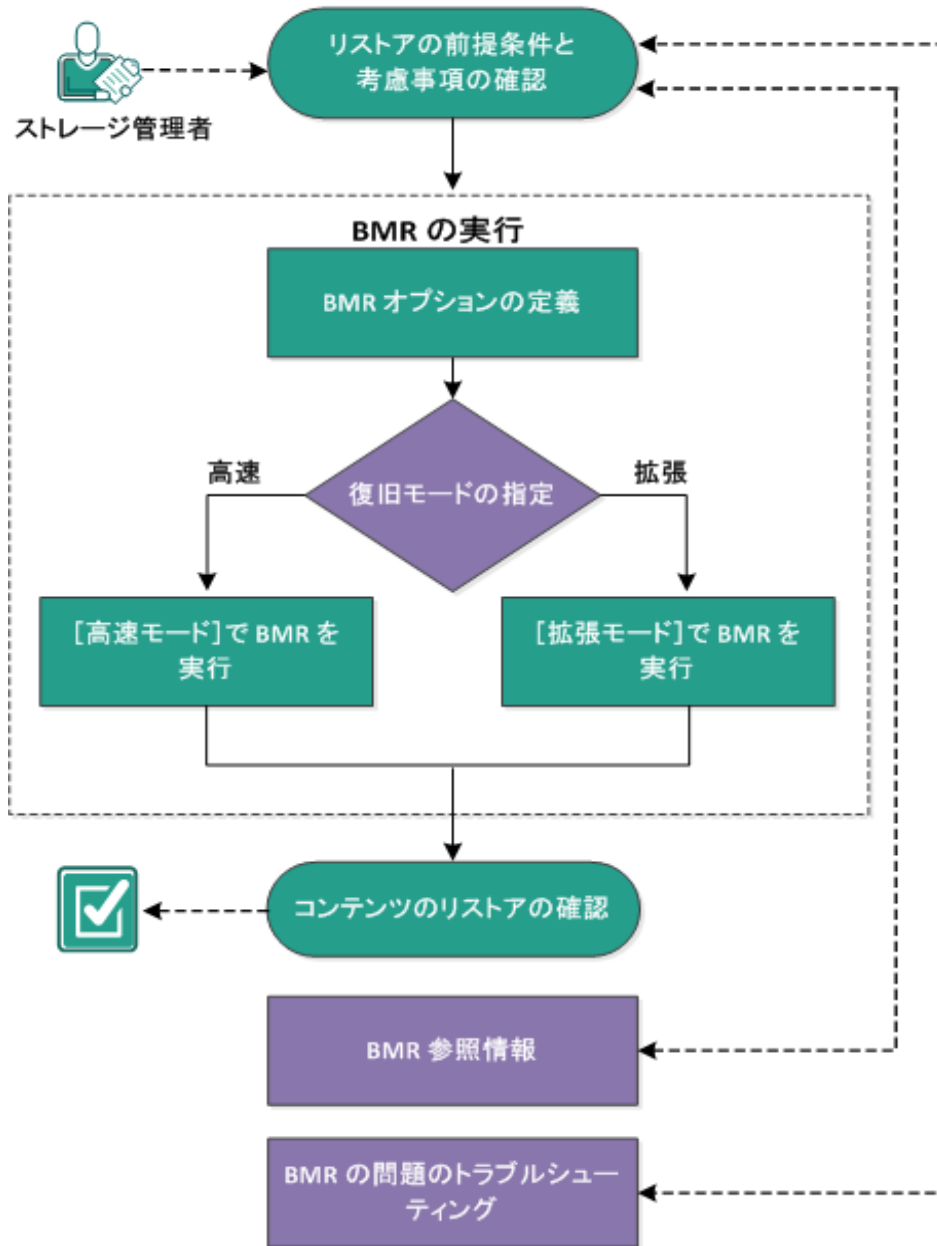 リストアの前提条件と
考慮事項の確認
ストレージ管理者
BMR の実行
BMR オプションの定義
高速
拡張
復旧モードの指定
[高速モード]で BMR を
実行
[拡張モード]で BMR を
実行
コンテンツのリストアの確認
BMR 参照情報
BMR の問題のトラブルシュー
ティング